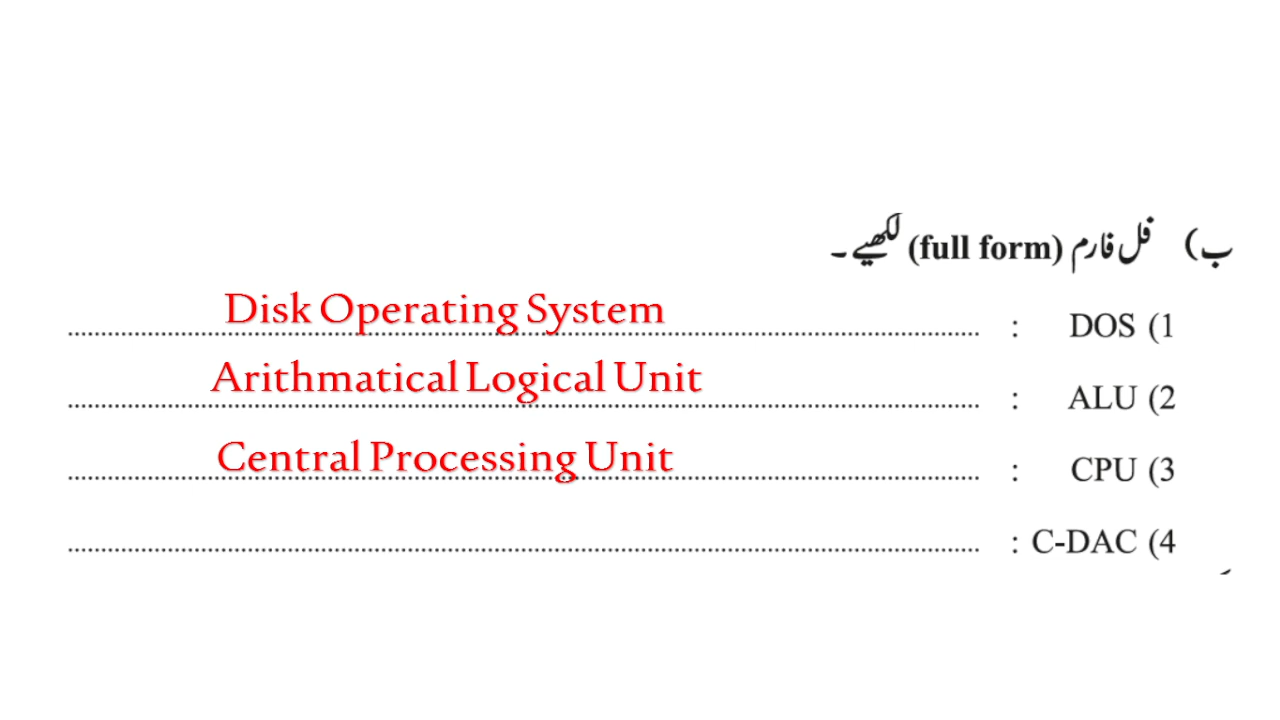 ب) فل فارم (full form) لکھیے۔
1) DOS : Disk Operating System
2) ALU : Arithmatical Logical Unit
3) CPU : Central Processing Unit
4) C-DAC :